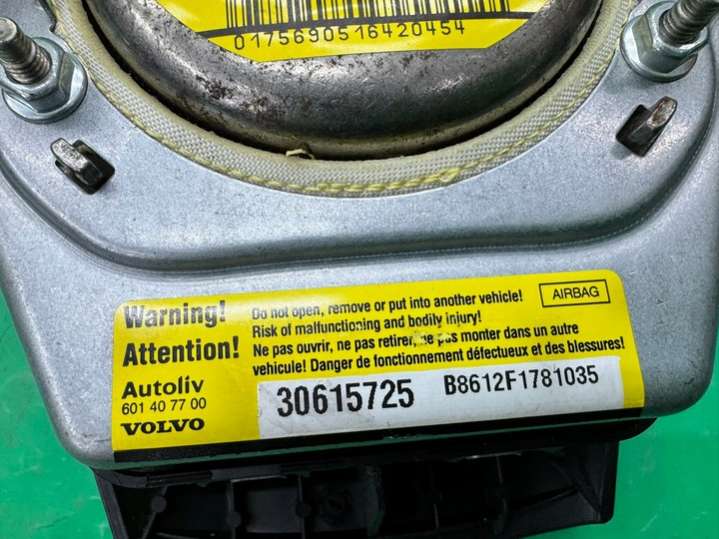 0175690516420454
Warning!
Attention!
Do not open, remove or put into another vehicle!
Risk of malfunctioning and bodily injury!
Ne pas ouvrir, ne pas retirer, ne pas monter dans un autre
vehicule! Danger de fonctionnement défectueux et des blessures!
AIRBAG
Autoliv
601 40 77 00
VOLVO
30615725
B8612F1781035